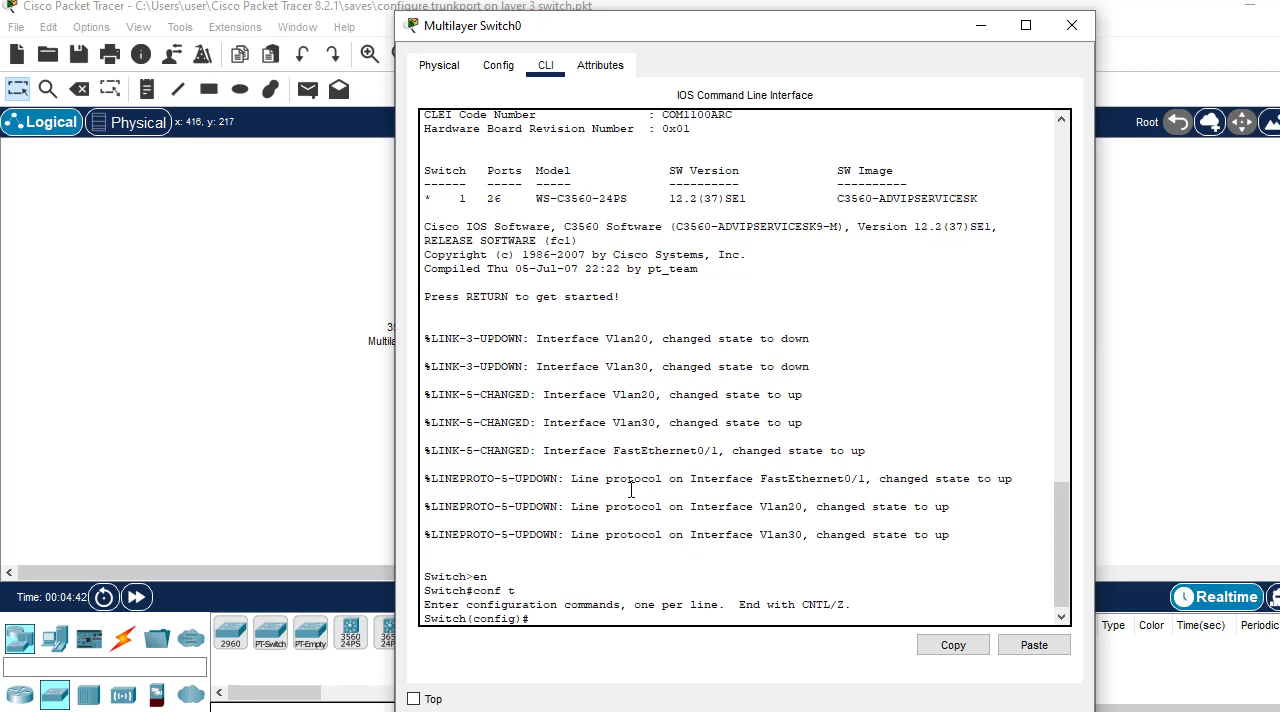 Cisco Packet Tracer - C:\Users\user\Cisco Packet Tracer 8.2.1\saves\configure trunkport on layer 3 switch.pkt
File Edit Options View Tools Extensions Window Help
Multilayer Switch0
Physical Config CLI Attributes
Logical Physical x: 416, y: 217
Root
IOS Command Line Interface
CLEI Code Number : COM1100ARC
Hardware Board Revision Number : 0x01
Switch Ports Model SW Version SW Image
------ ----- ----- ---------- ----------
* 1 26 WS-C3560-24PS 12.2(37)SE1 C3560-ADVIPSERVICESK
Cisco IOS Software, C3560 Software (C3560-ADVIPSERVICESK9-M), Version 12.2(37)SE1,
RELEASE SOFTWARE (fc1)
Copyright (c) 1986-2007 by Cisco Systems, Inc.
Compiled Thu 05-Jul-07 22:22 by pt_team
Press RETURN to get started!
%LINK-3-UPDOWN: Interface Vlan20, changed state to down
%LINK-3-UPDOWN: Interface Vlan30, changed state to down
%LINK-5-CHANGED: Interface Vlan20, changed state to up
%LINK-5-CHANGED: Interface Vlan30, changed state to up
%LINK-5-CHANGED: Interface FastEthernet0/1, changed state to up
%LINEPROTO-5-UPDOWN: Line protocol on Interface FastEthernet0/1, changed state to up
%LINEPROTO-5-UPDOWN: Line protocol on Interface Vlan20, changed state to up
%LINEPROTO-5-UPDOWN: Line protocol on Interface Vlan30, changed state to up
Switch>en
Switch#conf t
Enter configuration commands, one per line. End with CNTL/Z.
Switch(config)#
Copy Paste
Top
Time: 00:04:42
Realtime
2960 PT-Switch PT-Empty 3560 24PS
Type Color Time(sec) Periodic